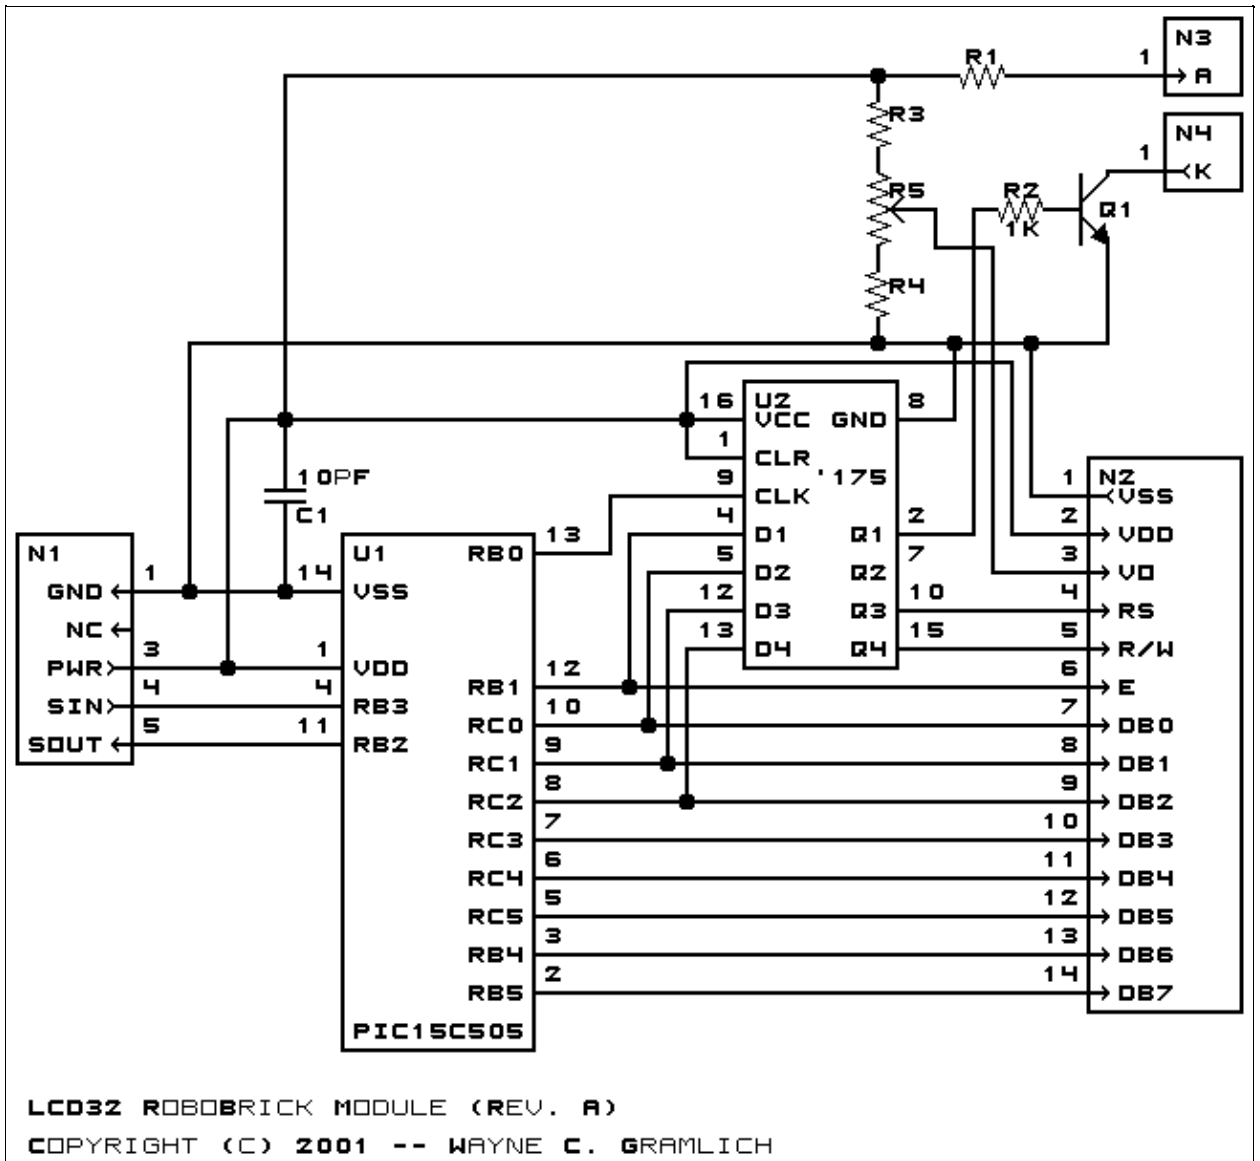 N3
1
R1
A
R3
N4
1
K
R5
R2
1K
Q1
R4
16 U2 8
VCC GND
1
CLR
'175
9
CLK
4 2
D1 Q1
5 7
D2 Q2
12 10
D3 Q3
13 15
D4 Q4
10PF
C1
N1
1
GND
NC
3
PWR
4
SIN
5
SOUT
U1
14
VSS
1
VDD
4
RB3
11
RB2
13
RB0
12
RB1
10
RC0
9
RC1
8
RC2
7
RC3
6
RC4
5
RC5
3
RB4
2
RB5
PIC15C505
N2
1
VSS
2
VDD
3
VO
4
RS
5
R/W
6
E
7
DB0
8
DB1
9
DB2
10
DB3
11
DB4
12
DB5
13
DB6
14
DB7
LCD32 ROBOBRICK MODULE (REV. A)
COPYRIGHT (C) 2001 -- WAYNE C. GRAMLICH